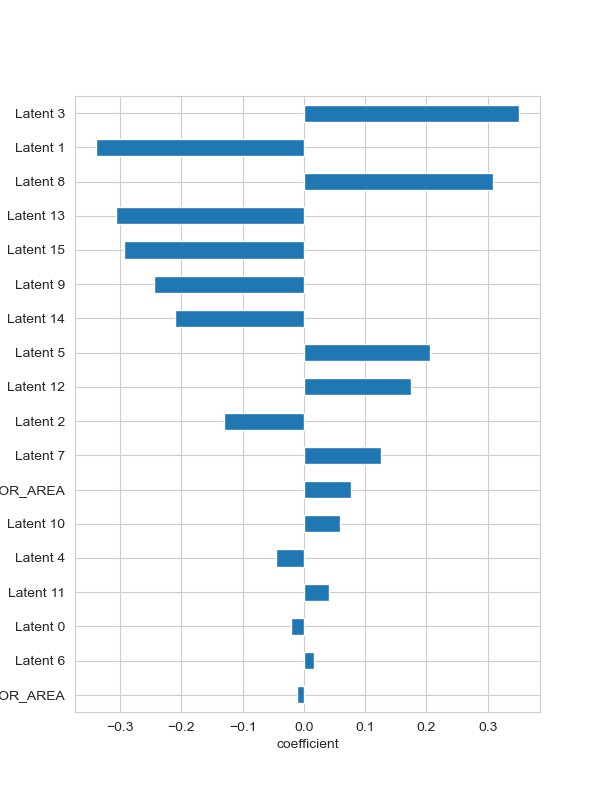 Latent 3
Latent 1
Latent 8
Latent 13
Latent 15
Latent 9
Latent 14
Latent 5
Latent 12
Latent 2
Latent 7
OR_AREA
Latent 10
Latent 4
Latent 11
Latent 0
Latent 6
OR_AREA
−0.3 −0.2 −0.1 0.0 0.1 0.2 0.3
coefficient